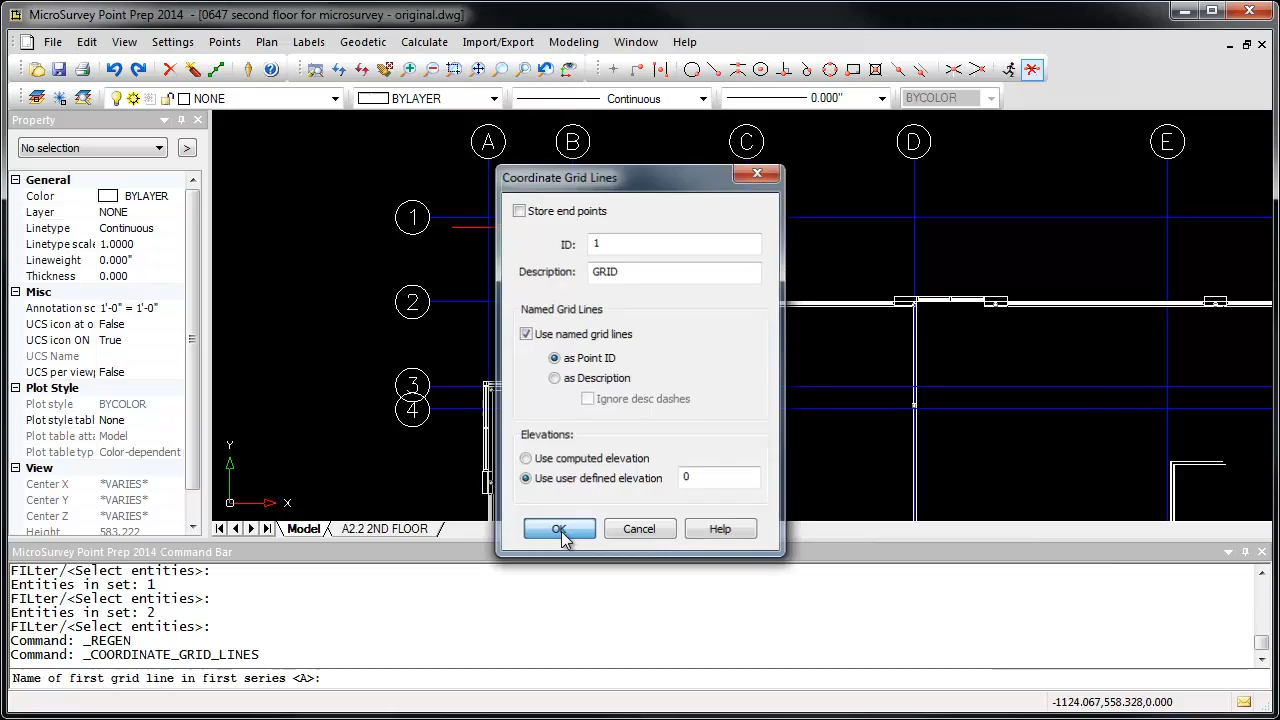 MicroSurvey Point Prep 2014 - [0647 second floor for microsurvey - original.dwg]
File Edit View Settings Points Plan Labels Geodetic Calculate Import/Export Modeling Window Help
NONE BYLAYER Continuous 0.000" BYCOLOR
Property
No selection >
General
Color BYLAYER
Layer NONE
Linetype Continuous
Linetype scale 1.0000
Lineweight 0.000"
Thickness 0.000
Misc
Annotation sc 1'-0" = 1'-0"
UCS icon at o False
UCS icon ON True
UCS Name
UCS per view False
Plot Style
Plot style BYCOLOR
Plot style tabl None
Plot table atta Model
Plot table typ Color-dependent
View
Center X *VARIES*
Center Y *VARIES*
Center Z *VARIES*
Height 583.222
A B C D E
1
2
3
4
Y
X
Coordinate Grid Lines
Store end points
ID: 1
Description: GRID
Named Grid Lines
Use named grid lines
as Point ID
as Description
Ignore desc dashes
Elevations:
Use computed elevation
Use user defined elevation 0
OK Cancel Help
Model A2.2 2ND FLOOR
MicroSurvey Point Prep 2014 Command Bar
FILter/<Select entities>:
Entities in set: 1
FILter/<Select entities>:
Entities in set: 2
FILter/<Select entities>:
Command: _REGEN
Command: _COORDINATE_GRID_LINES
Name of first grid line in first series <A>:
-1124.067,558.328,0.000